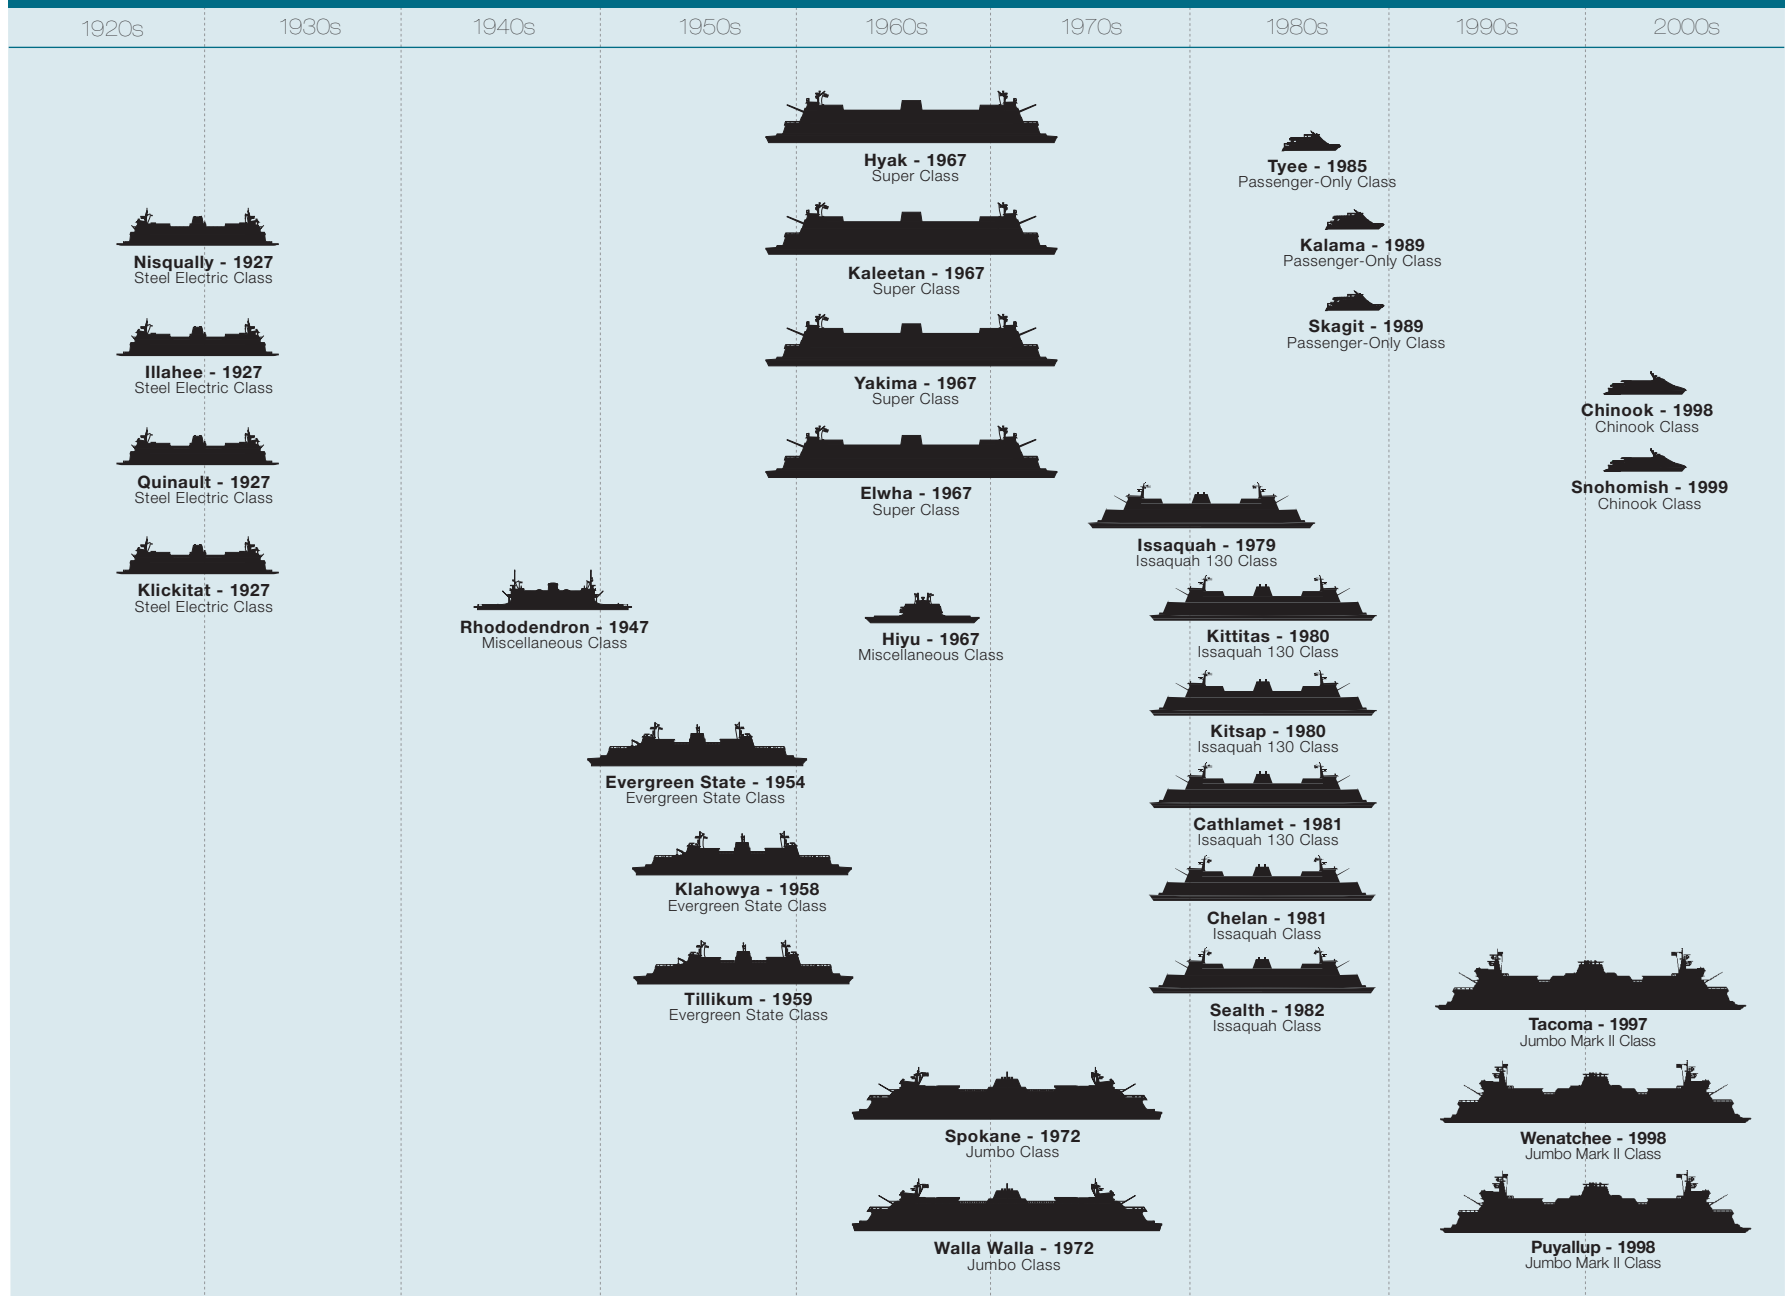 1920s 1930s 1940s 1950s 1960s 1970s 1980s 1990s 2000s
Nisqually - 1927
Steel Electric Class
Illahee - 1927
Steel Electric Class
Quinault - 1927
Steel Electric Class
Klickitat - 1927
Steel Electric Class
Rhododendron - 1947
Miscellaneous Class
Evergreen State - 1954
Evergreen State Class
Klahowya - 1958
Evergreen State Class
Tillikum - 1959
Evergreen State Class
Hyak - 1967
Super Class
Kaleetan - 1967
Super Class
Yakima - 1967
Super Class
Elwha - 1967
Super Class
Hiyu - 1967
Miscellaneous Class
Spokane - 1972
Jumbo Class
Walla Walla - 1972
Jumbo Class
Tyee - 1985
Passenger-Only Class
Kalama - 1989
Passenger-Only Class
Skagit - 1989
Passenger-Only Class
Issaquah - 1979
Issaquah 130 Class
Kittitas - 1980
Issaquah 130 Class
Kitsap - 1980
Issaquah 130 Class
Cathlamet - 1981
Issaquah 130 Class
Chelan - 1981
Issaquah Class
Sealth - 1982
Issaquah Class
Chinook - 1998
Chinook Class
Snohomish - 1999
Chinook Class
Tacoma - 1997
Jumbo Mark II Class
Wenatchee - 1998
Jumbo Mark II Class
Puyallup - 1998
Jumbo Mark II Class